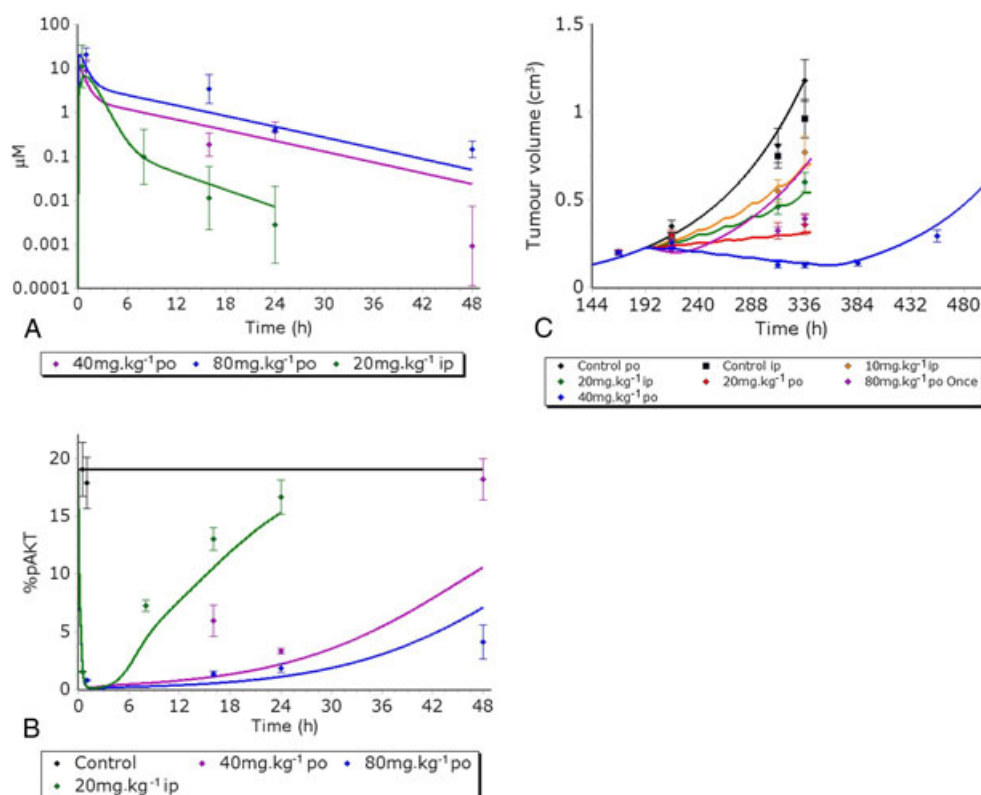 100
10
1
0.1
0.01
0.001
0.0001
μM
0 6 12 18 24 30 36 42 48
Time (h)
A
40mg.kg⁻¹ po 80mg.kg⁻¹ po 20mg.kg⁻¹ ip
1.5
1
0.5
0
Tumour volume (cm³)
144 192 240 288 336 384 432 480
Time (h)
C
Control po Control ip 10mg.kg⁻¹ ip
20mg.kg⁻¹ ip 20mg.kg⁻¹ po 80mg.kg⁻¹ po Once
40mg.kg⁻¹ po
20
15
10
5
0
%pAKT
0 6 12 18 24 30 36 42 48
Time (h)
B
Control 40mg.kg⁻¹ po 80mg.kg⁻¹ po
20mg.kg⁻¹ ip